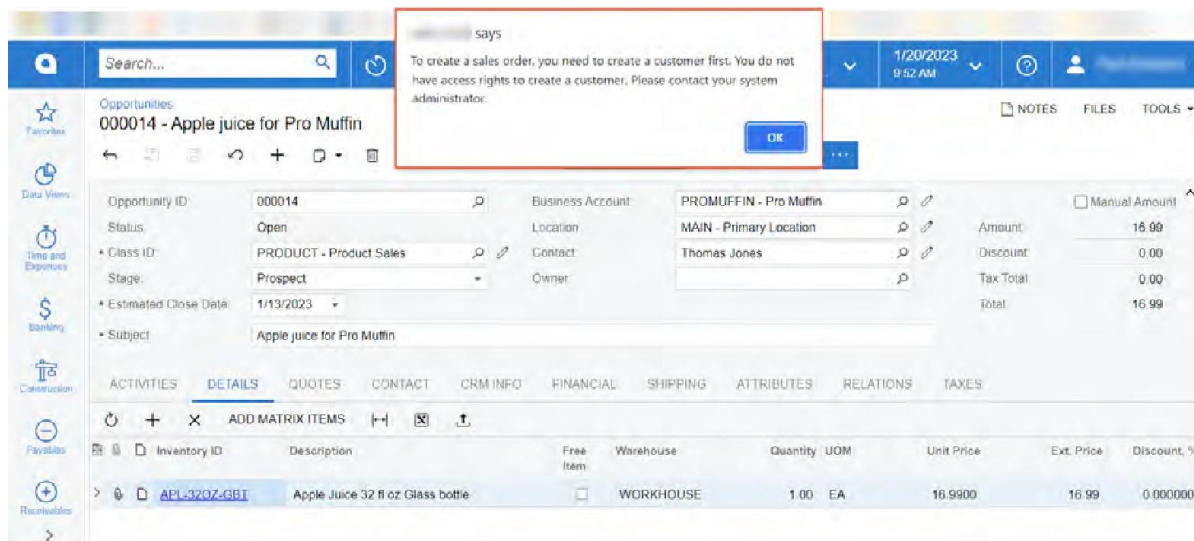 says
To create a sales order, you need to create a customer first. You do not
have access rights to create a customer. Please contact your system
administrator.
OK
Search...
1/20/2023
9:52 AM
Favorites
Data Views
Time and
Expenses
$
Banking
Construction
Payables
Receivables
Opportunities
000014 - Apple juice for Pro Muffin
NOTES FILES TOOLS
Opportunity ID: 000014 Business Account: PROMUFFIN - Pro Muffin Manual Amount
Status: Open Location: MAIN - Primary Location Amount: 16.99
* Class ID: PRODUCT - Product Sales Contact: Thomas Jones Discount: 0.00
Stage: Prospect Owner: Tax Total: 0.00
* Estimated Close Date: 1/13/2023 Total: 16.99
* Subject: Apple juice for Pro Muffin
ACTIVITIES DETAILS QUOTES CONTACT CRM INFO FINANCIAL SHIPPING ATTRIBUTES RELATIONS TAXES
ADD MATRIX ITEMS
Inventory ID Description Free Item Warehouse Quantity UOM Unit Price Ext. Price Discount, %
APL-32OZ-GBT Apple Juice 32 fl oz Glass bottle WORKHOUSE 1.00 EA 16.9900 16.99 0.000000